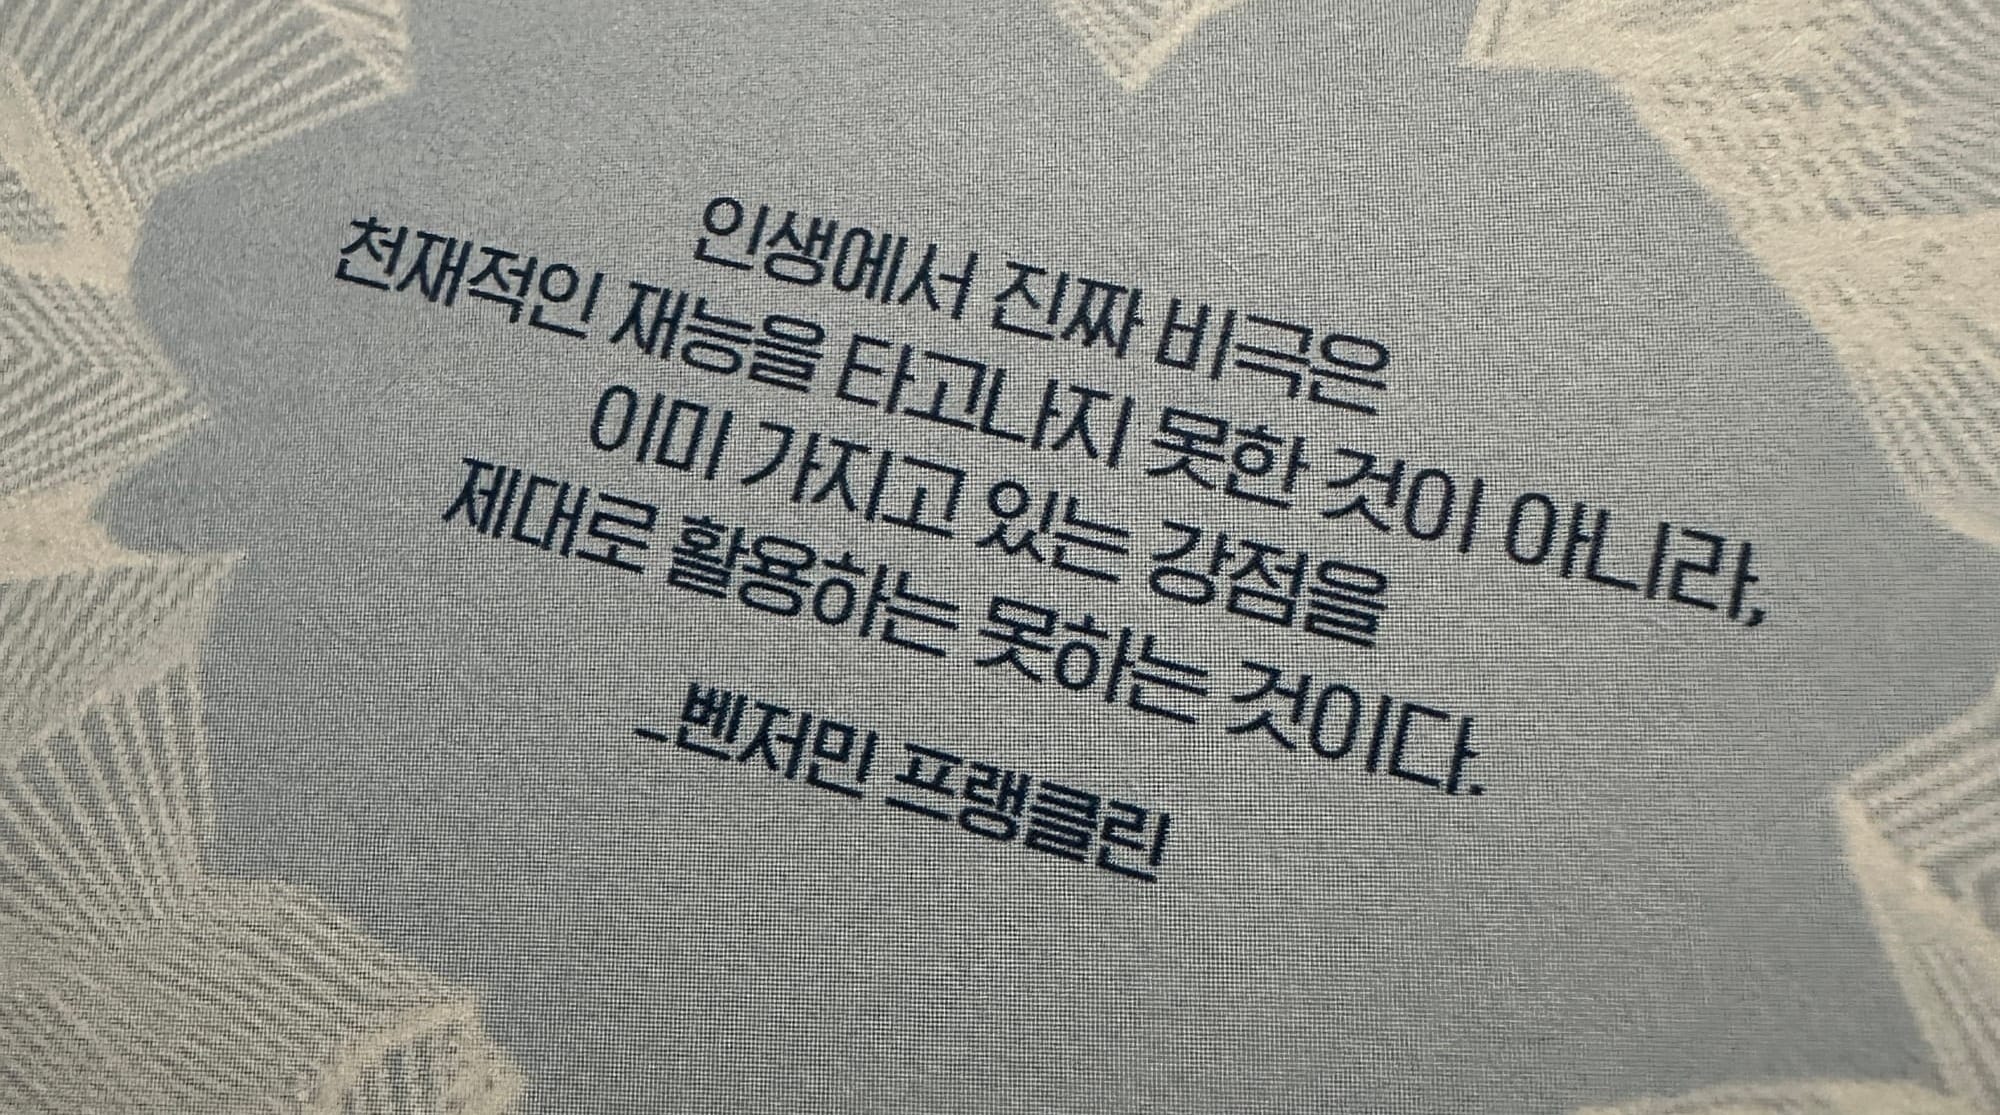 인생에서 진짜 비극은
천재적인 재능을 타고나지 못한 것이 아니라,
이미 가지고 있는 강점을
제대로 활용하는 못하는 것이다.
_벤저민 프랭클린